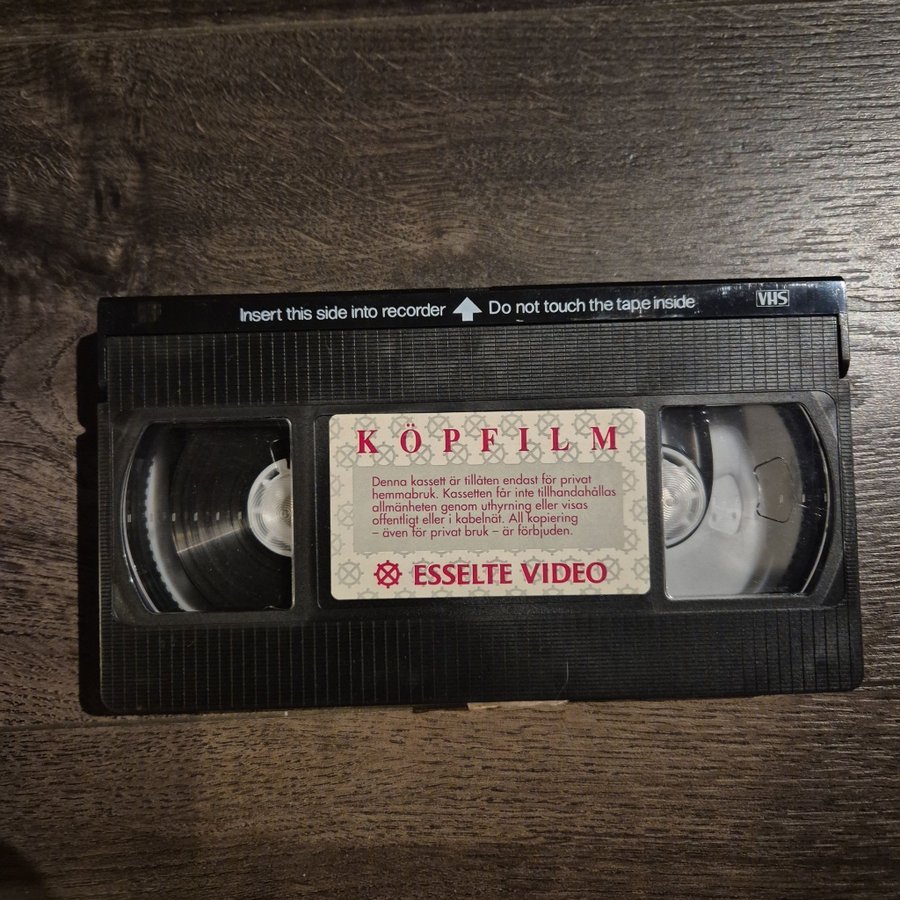 Insert this side into recorder Do not touch the tape inside VHS
KÖPFILM
Denna kassett är tillåten endast för privat
hemmabruk. Kassetten får inte tillhandahållas
allmänheten genom uthyrning eller visas
offentligt eller i kabelnät. All kopiering
– även för privat bruk – är förbjuden.
ESSELTE VIDEO